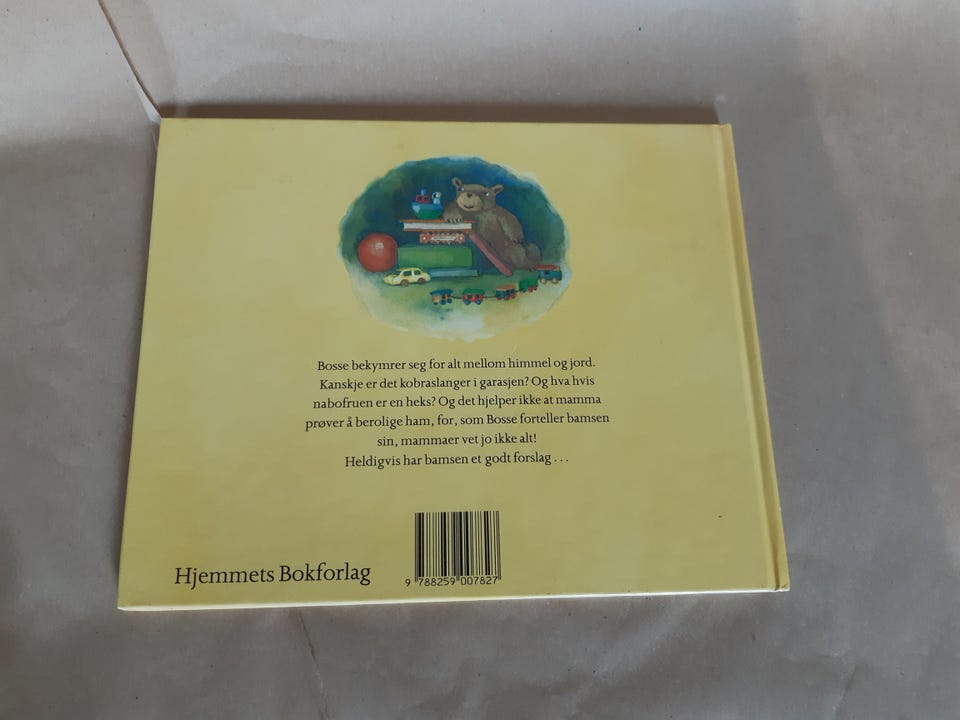 Bosse bekymrer seg for alt mellom himmel og jord.
Kanskje er det kobraslanger i garasjen? Og hva hvis
nabofruen er en heks? Og det hjelper ikke at mamma
prøver å berolige ham, for, som Bosse forteller bamsen
sin, mammaer vet jo ikke alt!
Heldigvis har bamsen et godt forslag . . .
Hjemmets Bokforlag
9 788259 007827